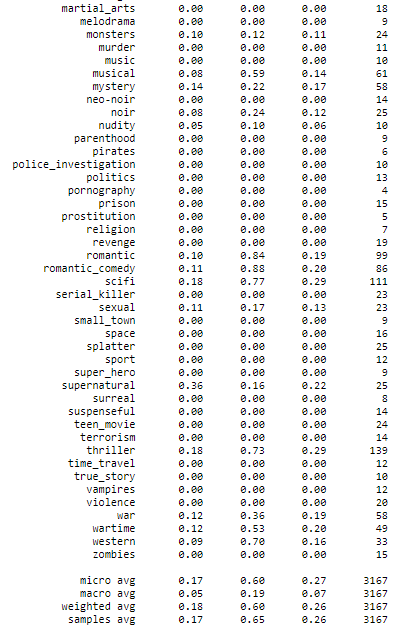 martial_arts 0.00 0.00 0.00 18
melodrama 0.00 0.00 0.00 9
monsters 0.10 0.12 0.11 24
murder 0.00 0.00 0.00 11
music 0.00 0.00 0.00 10
musical 0.08 0.59 0.14 61
mystery 0.14 0.22 0.17 58
neo-noir 0.00 0.00 0.00 14
noir 0.08 0.24 0.12 25
nudity 0.05 0.10 0.06 10
parenthood 0.00 0.00 0.00 9
pirates 0.00 0.00 0.00 6
police_investigation 0.00 0.00 0.00 10
politics 0.00 0.00 0.00 13
pornography 0.00 0.00 0.00 4
prison 0.00 0.00 0.00 15
prostitution 0.00 0.00 0.00 5
religion 0.00 0.00 0.00 7
revenge 0.00 0.00 0.00 19
romantic 0.10 0.84 0.19 99
romantic_comedy 0.11 0.88 0.20 86
scifi 0.18 0.77 0.29 111
serial_killer 0.00 0.00 0.00 23
sexual 0.11 0.17 0.13 23
small_town 0.00 0.00 0.00 9
space 0.00 0.00 0.00 16
splatter 0.00 0.00 0.00 25
sport 0.00 0.00 0.00 12
super_hero 0.00 0.00 0.00 9
supernatural 0.36 0.16 0.22 25
surreal 0.00 0.00 0.00 8
suspenseful 0.00 0.00 0.00 14
teen_movie 0.00 0.00 0.00 24
terrorism 0.00 0.00 0.00 14
thriller 0.18 0.73 0.29 139
time_travel 0.00 0.00 0.00 12
true_story 0.00 0.00 0.00 10
vampires 0.00 0.00 0.00 12
violence 0.00 0.00 0.00 20
war 0.12 0.36 0.19 58
wartime 0.12 0.53 0.20 49
western 0.09 0.70 0.16 33
zombies 0.00 0.00 0.00 15
micro avg 0.17 0.60 0.27 3167
macro avg 0.05 0.19 0.07 3167
weighted avg 0.18 0.60 0.26 3167
samples avg 0.17 0.65 0.26 3167